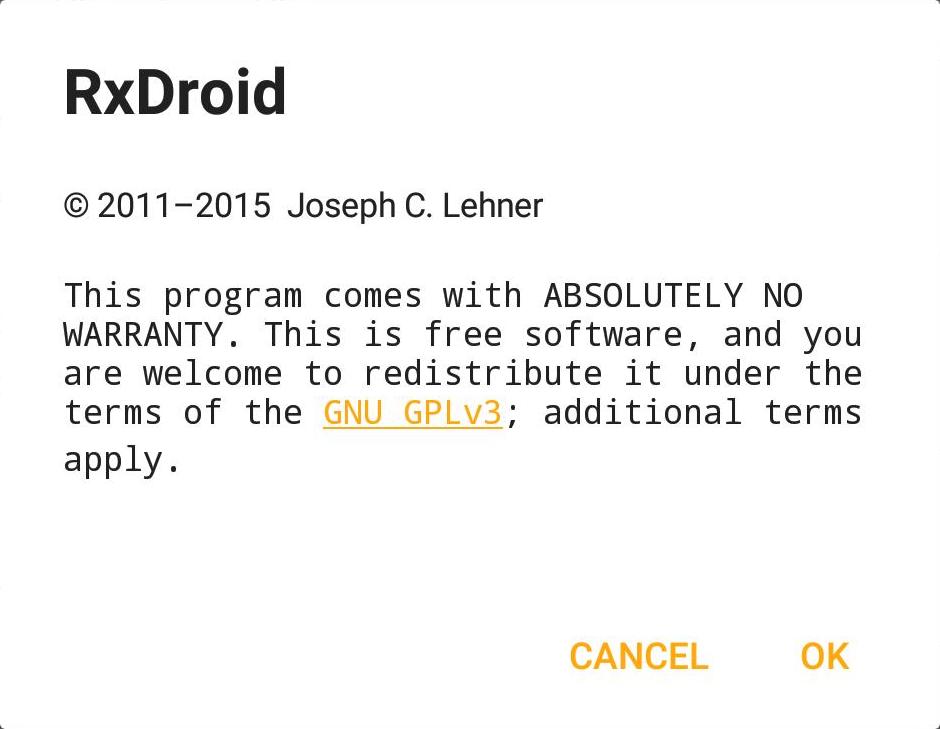 RxDroid
© 2011–2015 Joseph C. Lehner
This program comes with ABSOLUTELY NO
WARRANTY. This is free software, and you
are welcome to redistribute it under the
terms of the GNU GPLv3; additional terms
apply.
CANCEL OK